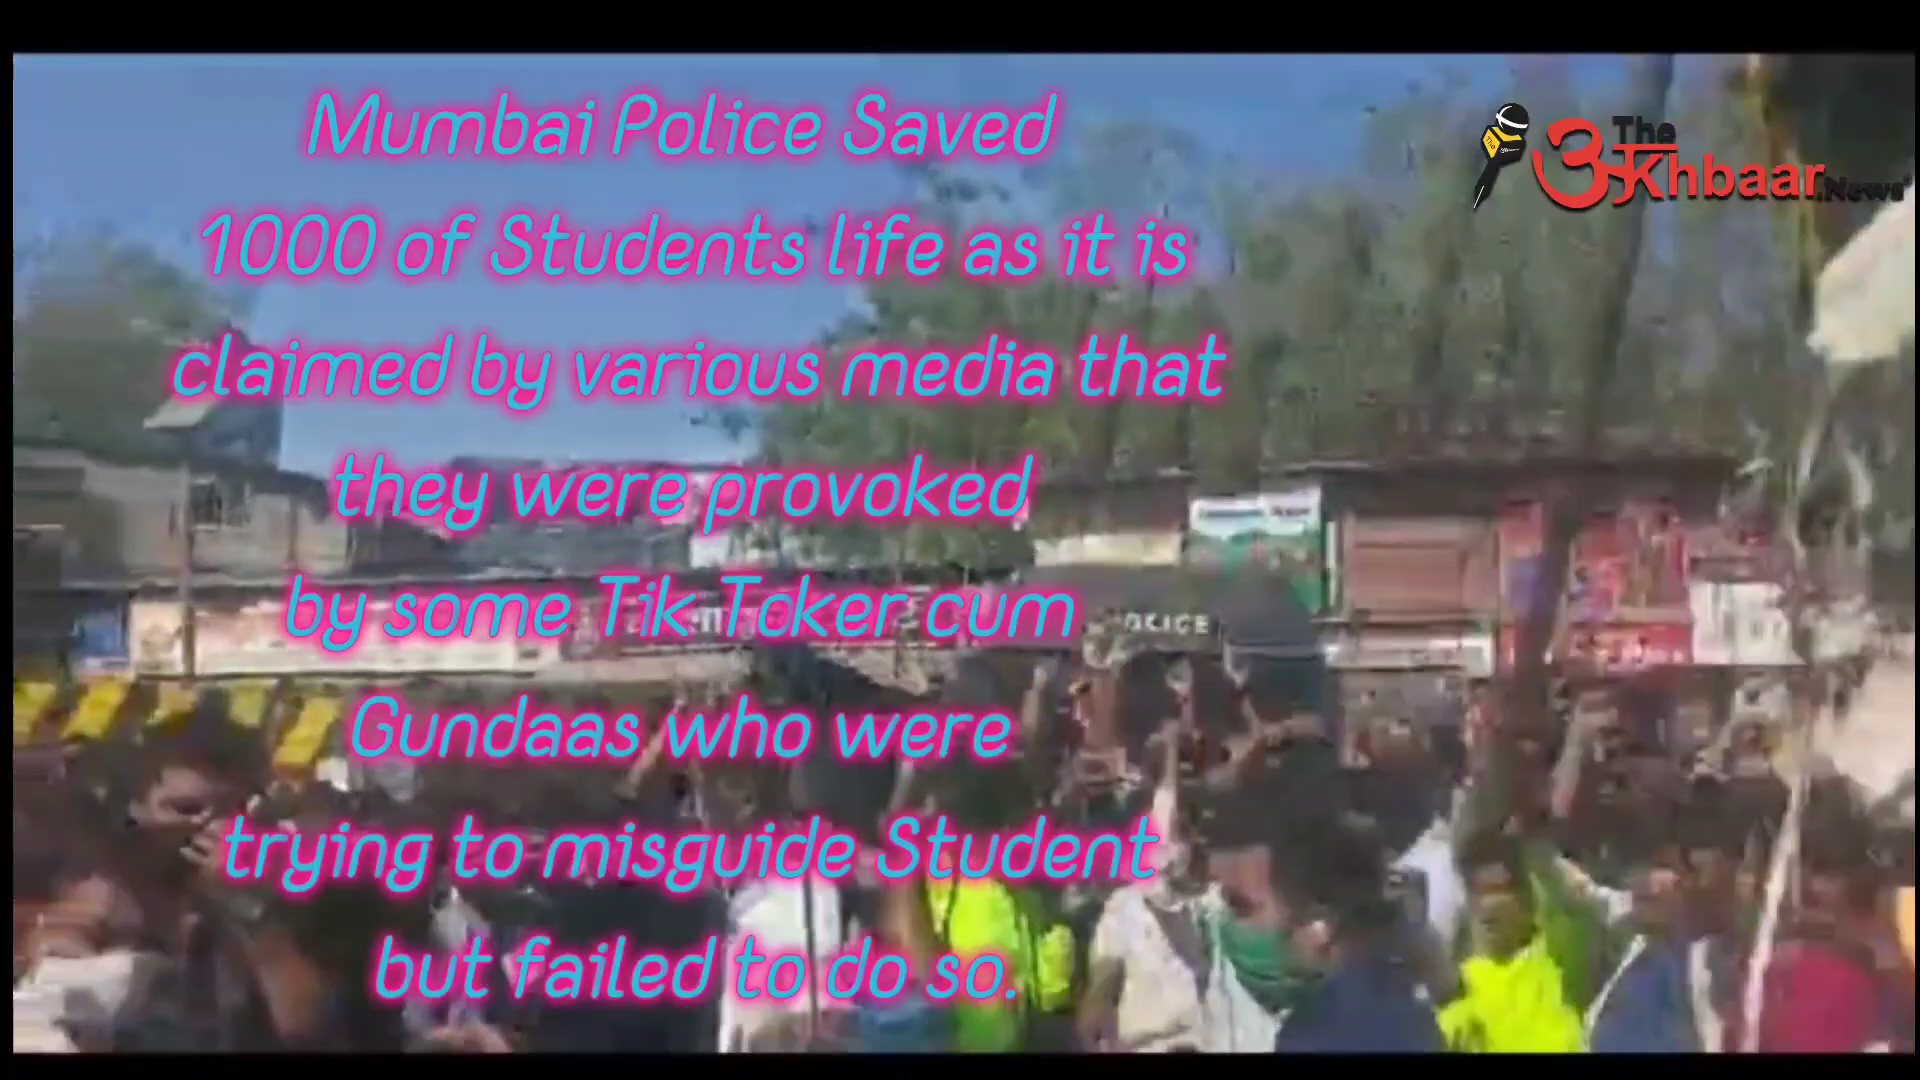 Mumbai Police Saved
1000 of Students life as it is
claimed by various media that
they were provoked
by some Tik Toker cum
Gundaas who were
trying to misguide Student
but failed to do so.
The
अKhbaar.News
POLICE